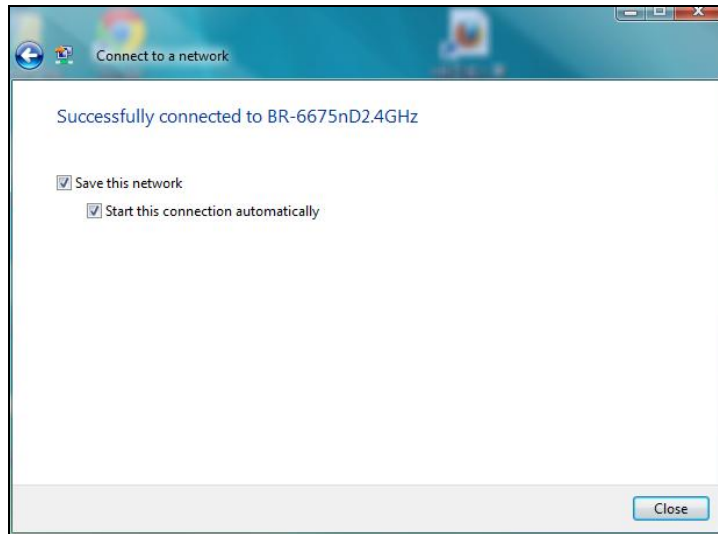 Connect to a network
Successfully connected to BR-6675nD2.4GHz
Save this network
Start this connection automatically
Close